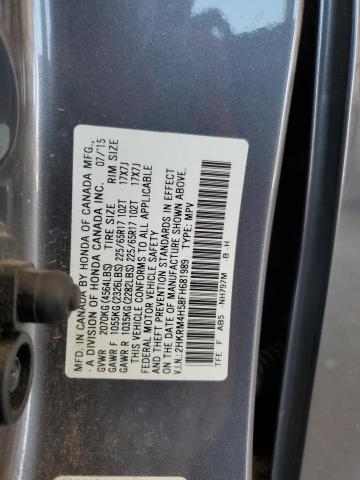 MFD. IN CANADA BY HONDA OF CANADA MFG., 07/15
A DIVISION OF HONDA CANADA INC.
GVWR 2070KG (4564LBS) TIRE SIZE RIM SIZE
GAWR F 1055KG (2326LBS) 225/65R17 102T 17X7J
GAWR R 1035KG (2282LBS) 225/65R17 102T 17X7J
THIS VEHICLE CONFORMS TO ALL APPLICABLE
FEDERAL MOTOR VEHICLE SAFETY,
AND THEFT PREVENTION STANDARDS IN EFFECT
ON THE DATE OF MANUFACTURE SHOWN ABOVE.
V.I.N.: 2HKRM4H58FH681989 TYPE: MPV
TFE F AB5 NH797M B-H